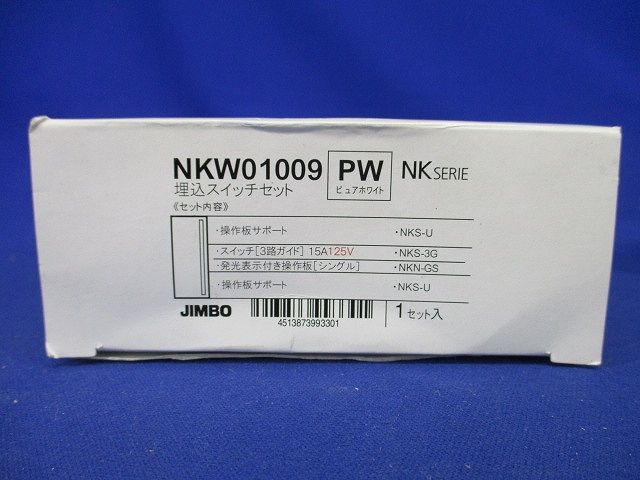 NKW01009 PW NK SERIE
埋込スイッチセット ピュアホワイト
《セット内容》
・操作板サポート ・NKS-U
・スイッチ[3路ガイド] 15A125V ・NKS-3G
・発光表示付き操作板[シングル] ・NKN-GS
・操作板サポート ・NKS-U
JIMBO 4513873993301 1セット入